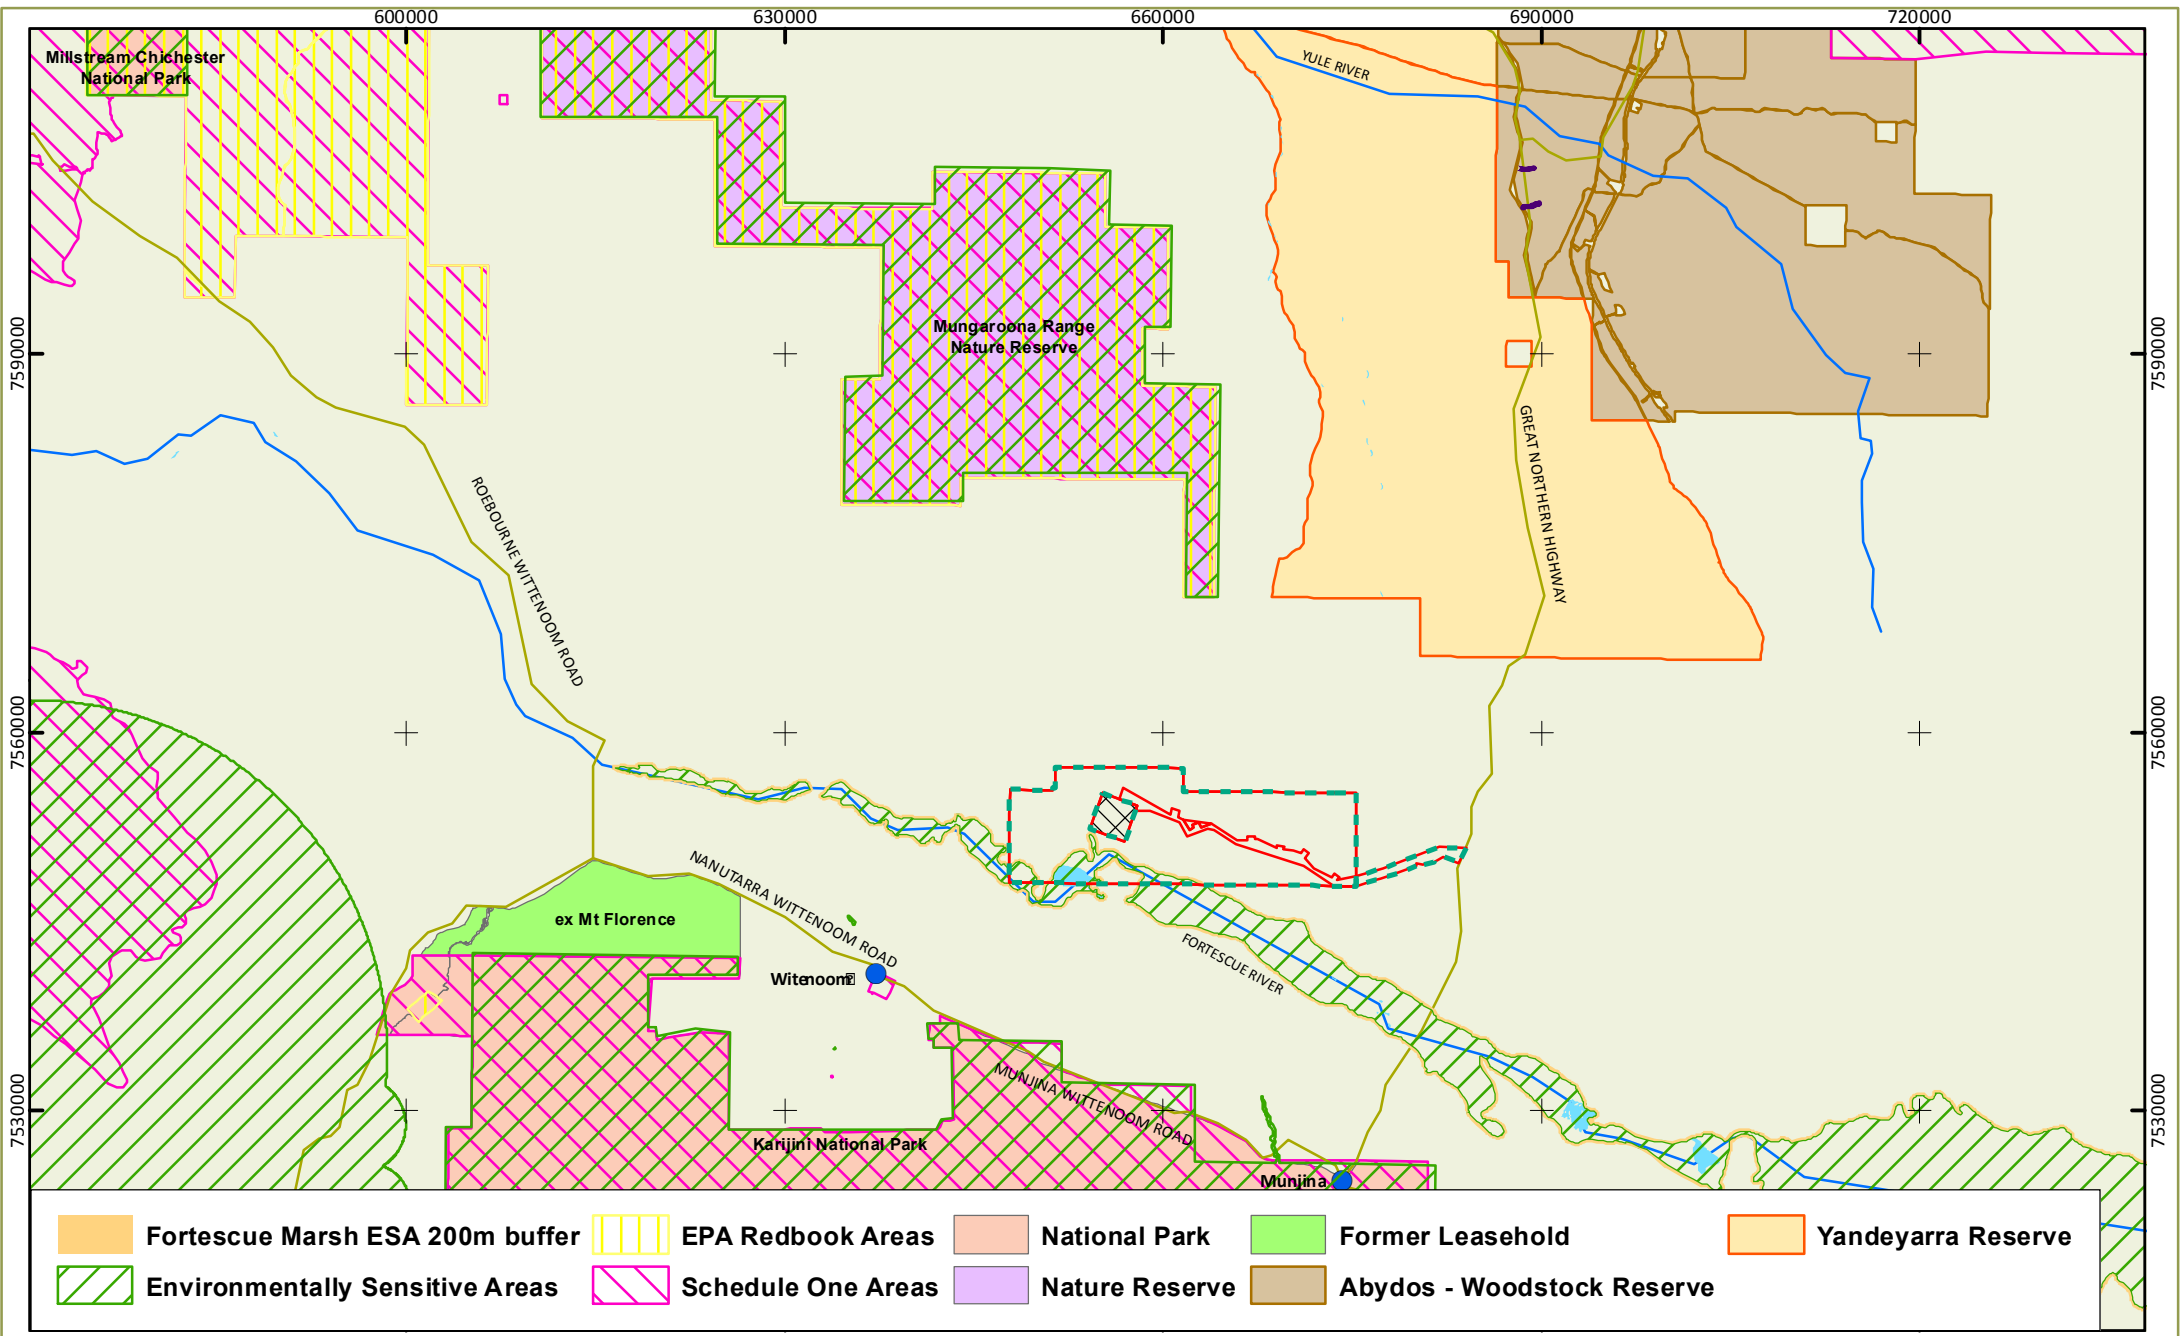 600000
630000
660000
690000
720000
Millstream Chichester
National Park
YULE RIVER
Mungaroona Range
Nature Reserve
7590000
7590000
GREAT NORTHERN HIGHWAY
ROEBOURNE WITTENOOM ROAD
7560000
7560000
NANUTARRA WITTENOOM ROAD
ex Mt Florence
FORTESCUE RIVER
Wittenoom
MUNJINA WITTENOOM ROAD
7530000
7530000
Karijini National Park
Munjina
Fortescue Marsh ESA 200m buffer
EPA Redbook Areas
National Park
Former Leasehold
Yandeyarra Reserve
Environmentally Sensitive Areas
Schedule One Areas
Nature Reserve
Abydos - Woodstock Reserve